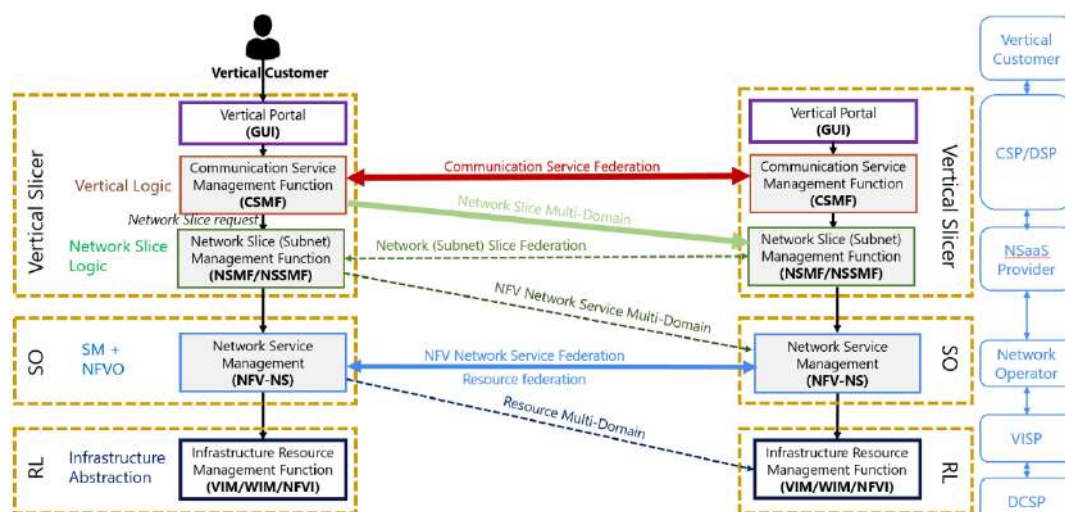 Vertical Customer
Vertical Slicer
Vertical Portal
(GUI)
Vertical Logic
Communication Service
Management Function
(CSMF)
Network Slice request
Network Slice
Logic
Network Slice (Subnet)
Management Function
(NSMF/NSSMF)
SO
SM +
NFVO
Network Service
Management
(NFV-NS)
RL
Infrastructure
Abstraction
Infrastructure Resource
Management Function
(VIM/WIM/NFVI)
Communication Service Federation
Network Slice Multi-Domain
Network (Subnet) Slice Federation
NFV Network Service Multi-Domain
NFV Network Service Federation
Resource federation
Resource Multi-Domain
Vertical Portal
(GUI)
Communication Service
Management Function
(CSMF)
Network Slice (Subnet)
Management Function
(NSMF/NSSMF)
Vertical Slicer
Network Service
Management
(NFV-NS)
SO
Infrastructure Resource
Management Function
(VIM/WIM/NFVI)
RL
Vertical
Customer
CSP/DSP
NSaaS
Provider
Network
Operator
VISP
DCSP